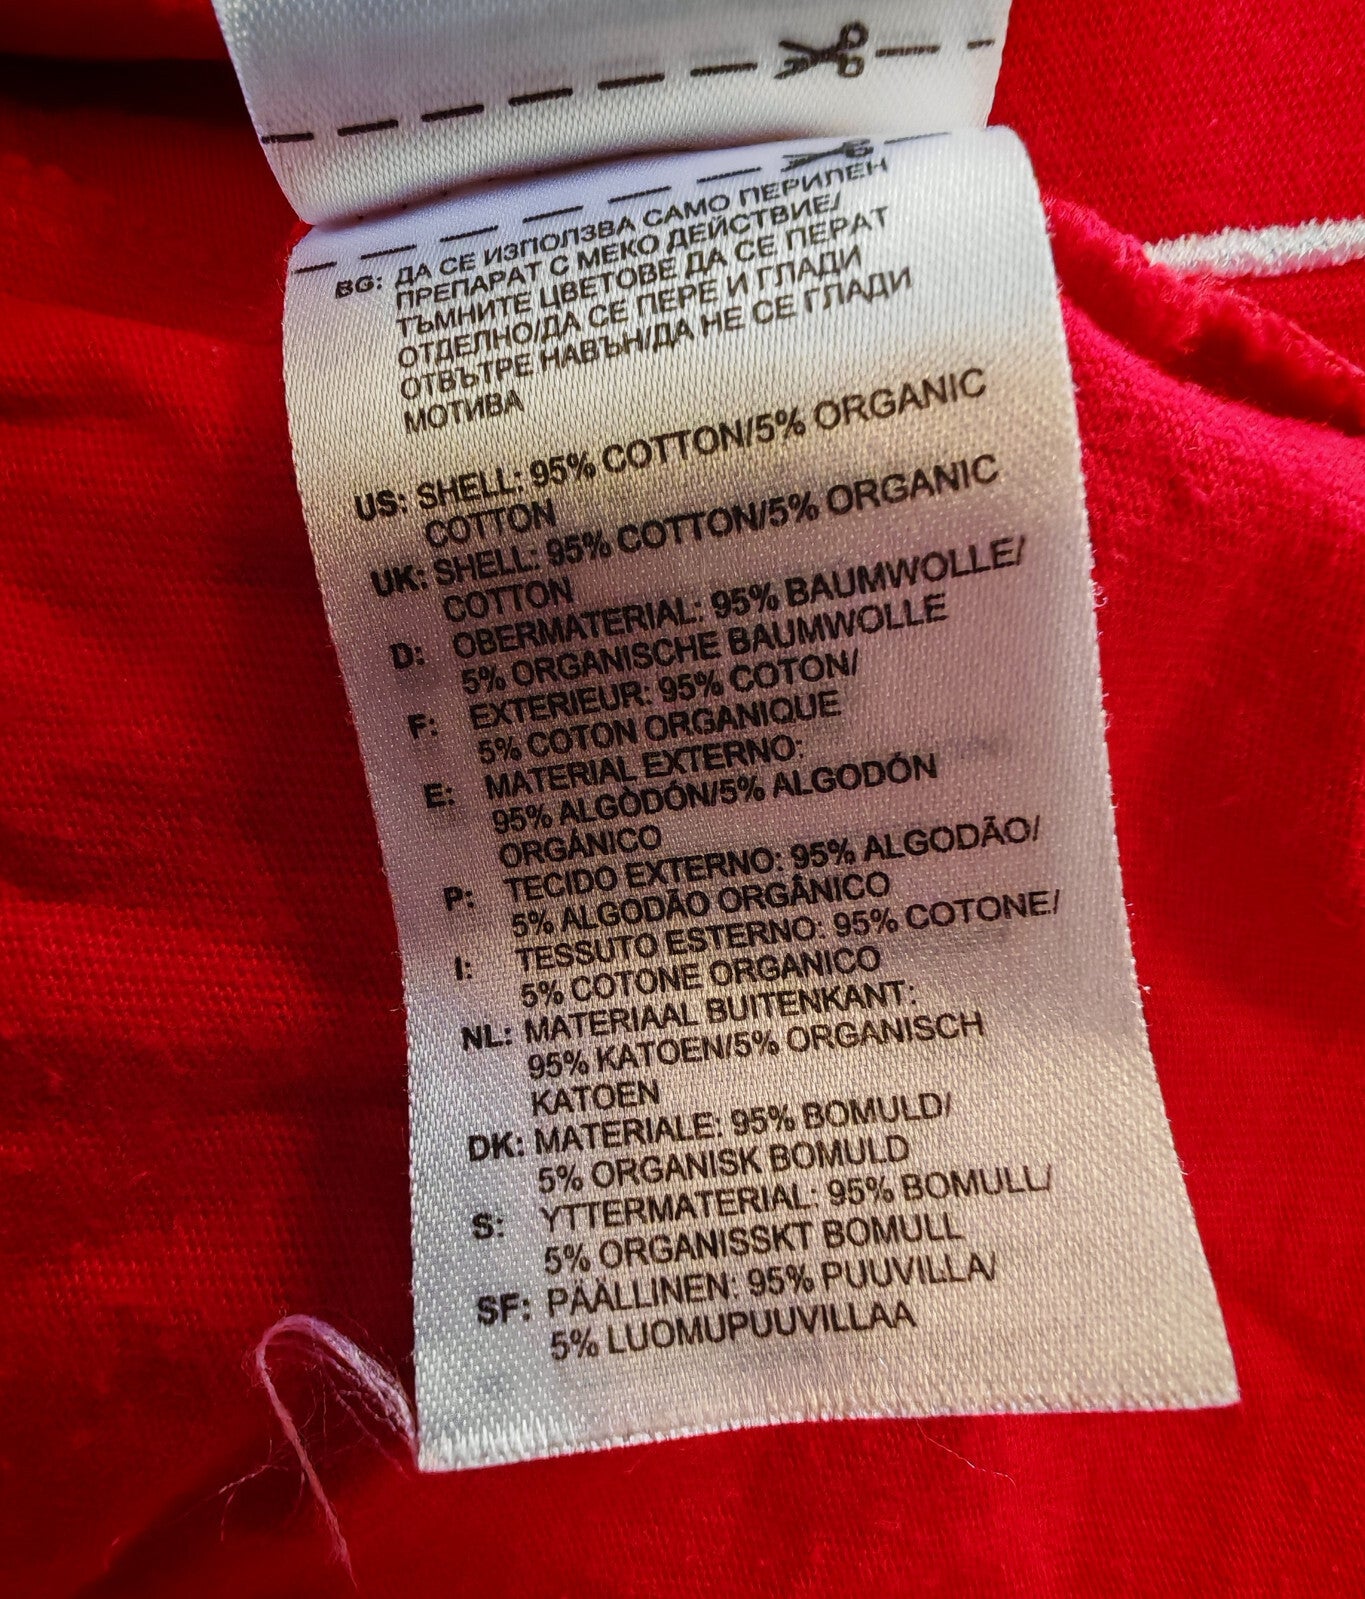 BG: ДА СЕ ИЗПОЛЗВА САМО ПЕРИЛЕН
ПРЕПАРАТ С МЕКО ДЕЙСТВИЕ/
ТЪМНИТЕ ЦВЕТОВЕ ДА СЕ ПЕРАТ
ОТДЕЛНО/ДА СЕ ПЕРЕ И ГЛАДИ
ОТВЪТРЕ НАВЪН/ДА НЕ СЕ ГЛАДИ
МОТИВА
US: SHELL: 95% COTTON/5% ORGANIC
COTTON
UK: SHELL: 95% COTTON/5% ORGANIC
COTTON
D: OBERMATERIAL: 95% BAUMWOLLE/
5% ORGANISCHE BAUMWOLLE
F: EXTERIEUR: 95% COTON/
5% COTON ORGANIQUE
E: MATERIAL EXTERNO:
95% ALGÒDÓN/5% ALGODÓN
ORGÁNICO
P: TECIDO EXTERNO: 95% ALGODÃO/
5% ALGODÃO ORGÂNICO
I: TESSUTO ESTERNO: 95% COTONE/
5% COTONE ORGANICO
NL: MATERIAAL BUITENKANT:
95% KATOEN/5% ORGANISCH
KATOEN
DK: MATERIALE: 95% BOMULD/
5% ORGANISK BOMULD
S: YTTERMATERIAL: 95% BOMULL/
5% ORGANISSKT BOMULL
SF: PÄÄLLINEN: 95% PUUVILLA/
5% LUOMUPUUVILLAA